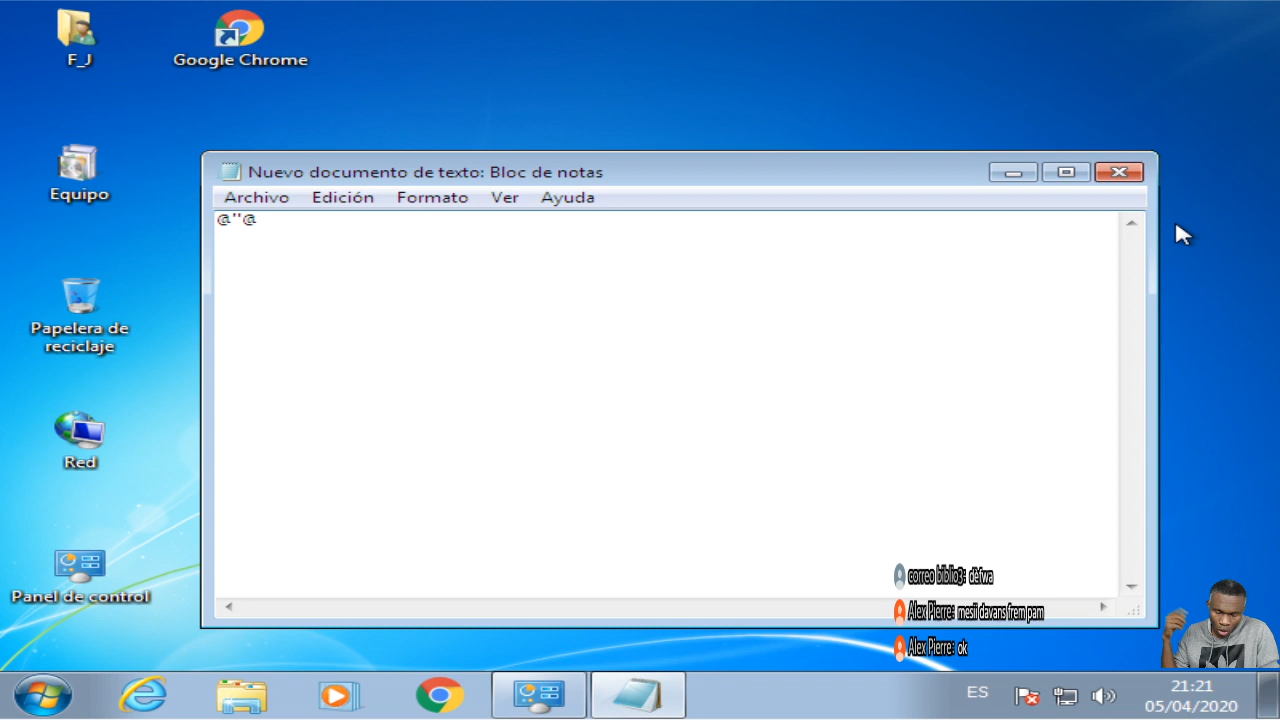 F_J
Google Chrome
Equipo
Papelera de
reciclaje
Red
Panel de control
Nuevo documento de texto: Bloc de notas
Archivo Edición Formato Ver Ayuda
@"@
correo biblio3: dèfwa
Alex Pierre: mesii davans frem pam
Alex Pierre: ok
ES
21:21
05/04/2020